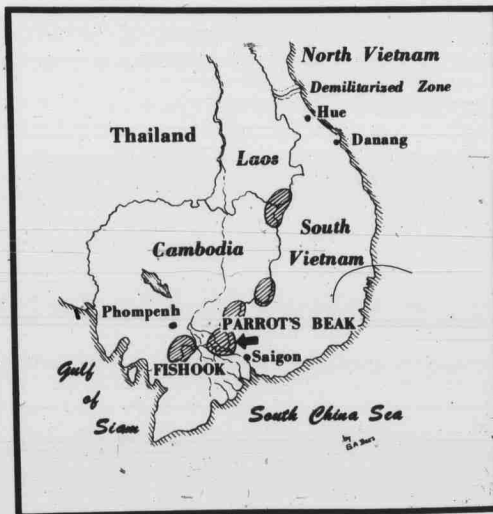 North Vietnam
Demilitarized Zone
Hue
Thailand
Danang
Laos
South
Vietnam
Cambodia
Phompenh
PARROT'S BEAK
Saigon
FISHOOK
Gulf
of
Siam
South China Sea
by